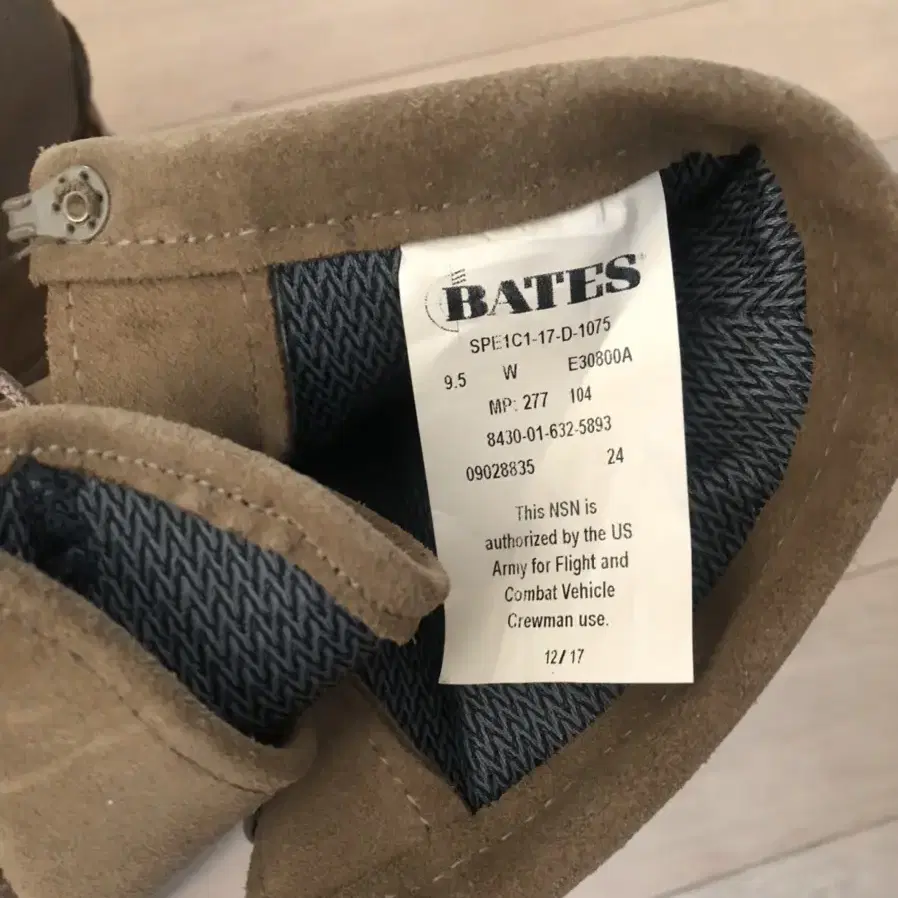 BATES
SPE1C1-17-D-1075
9.5 W E30800A
MP: 277 104
8430-01-632-5893
09028835 24
This NSN is
authorized by the US
Army for Flight and
Combat Vehicle
Crewman use.
12/17